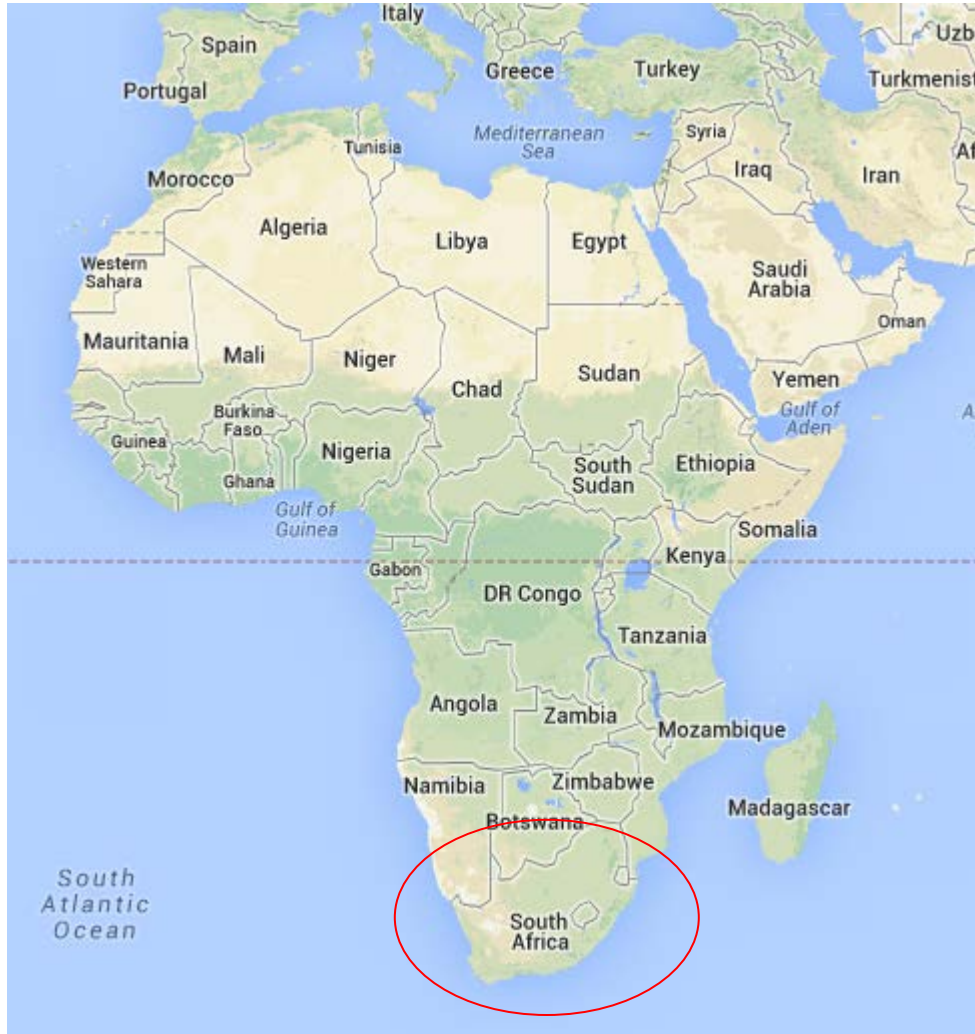 Italy
Spain
Uzb
Greece
Turkey
Turkmenist
Portugal
Mediterranean
Sea
Syria
Tunisia
Af
Iraq
Iran
Morocco
Algeria
Libya
Egypt
Western
Sahara
Saudi
Arabia
Oman
Mauritania
Mali
Niger
Chad
Sudan
Yemen
Gulf of
Aden
A
Burkina
Faso
Guinea
Nigeria
Ghana
South
Sudan
Ethiopia
Gulf of
Guinea
Somalia
Kenya
Gabon
DR Congo
Tanzania
Angola
Zambia
Mozambique
Namibia
Zimbabwe
Botswana
Madagascar
South
Atlantic
Ocean
South
Africa